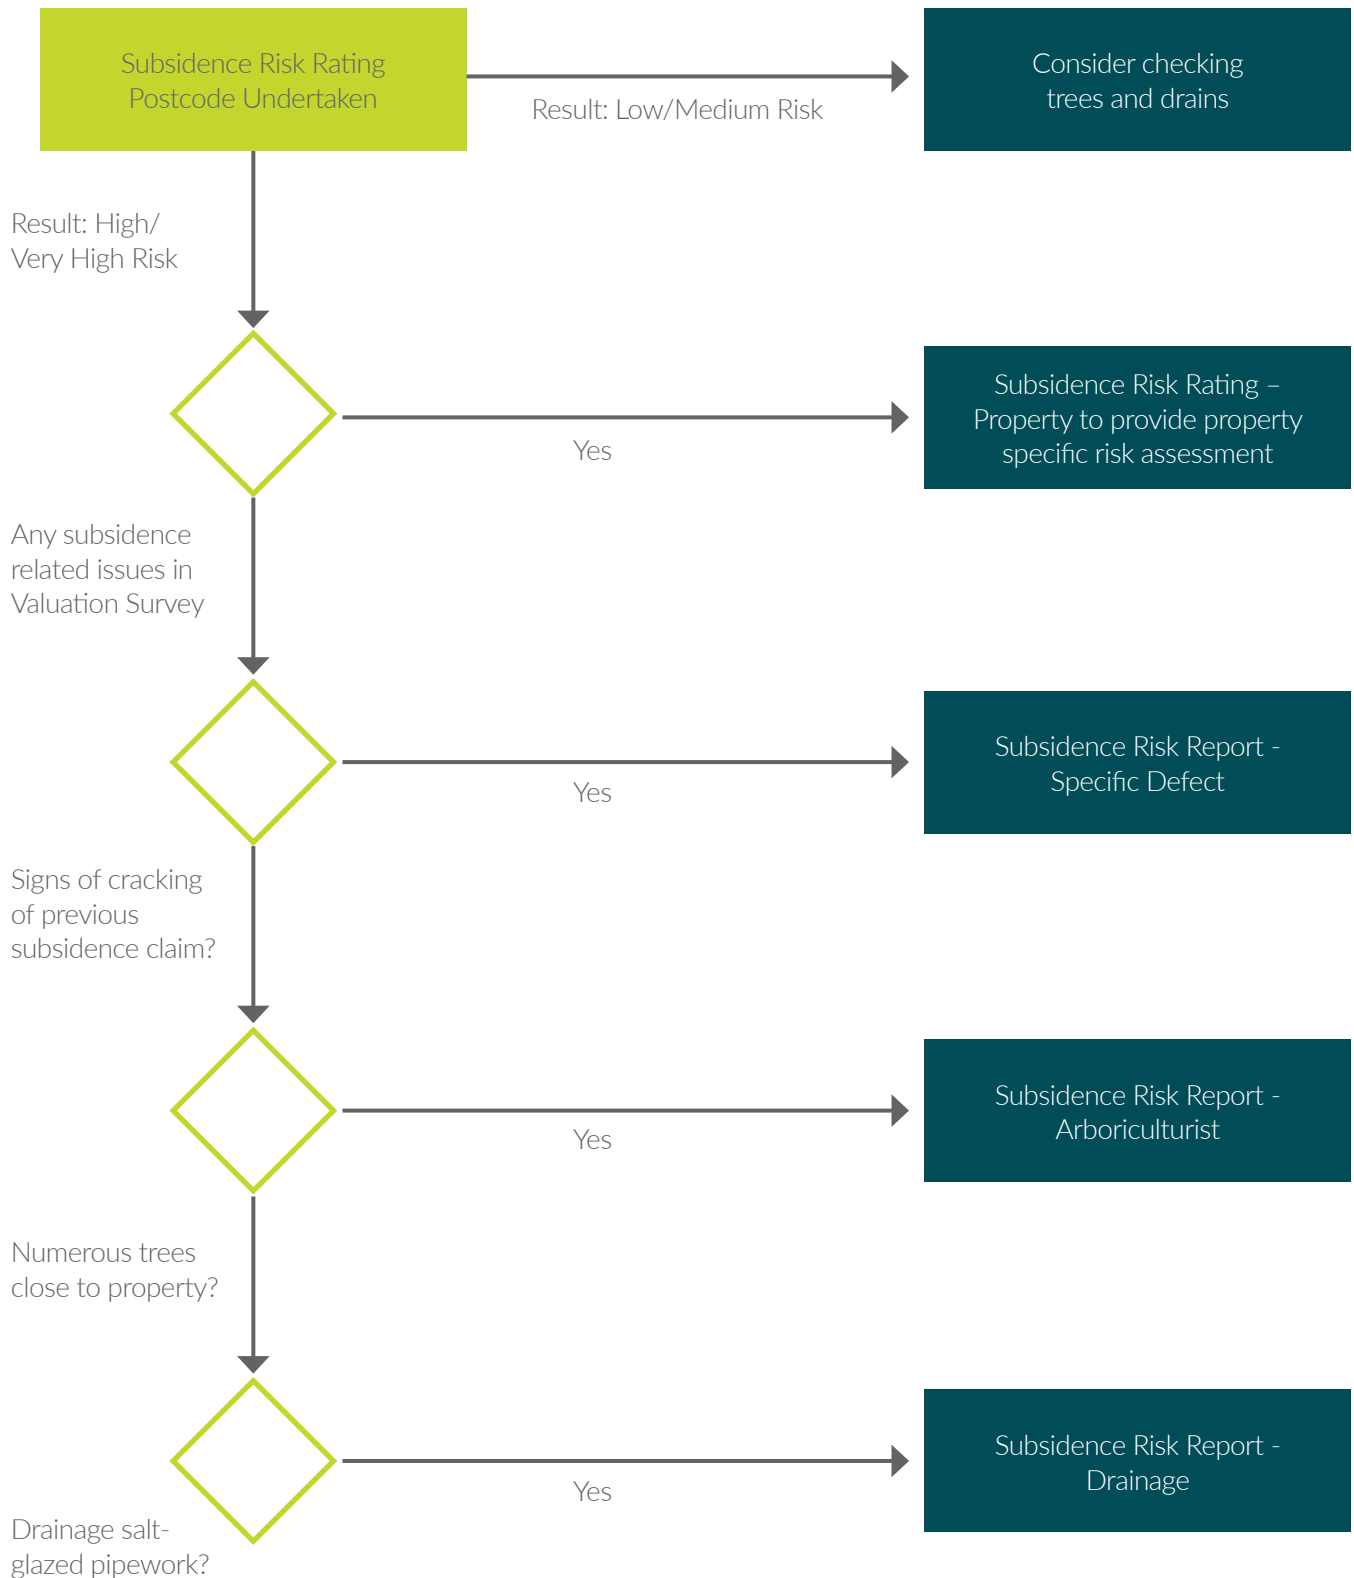 Subsidence Risk Rating
Postcode Undertaken
Result: Low/Medium Risk
Consider checking
trees and drains
Result: High/
Very High Risk
Yes
Subsidence Risk Rating –
Property to provide property
specific risk assessment
Any subsidence
related issues in
Valuation Survey
Yes
Subsidence Risk Report -
Specific Defect
Signs of cracking
of previous
subsidence claim?
Yes
Subsidence Risk Report -
Arboriculturist
Numerous trees
close to property?
Yes
Subsidence Risk Report -
Drainage
Drainage salt-
glazed pipework?